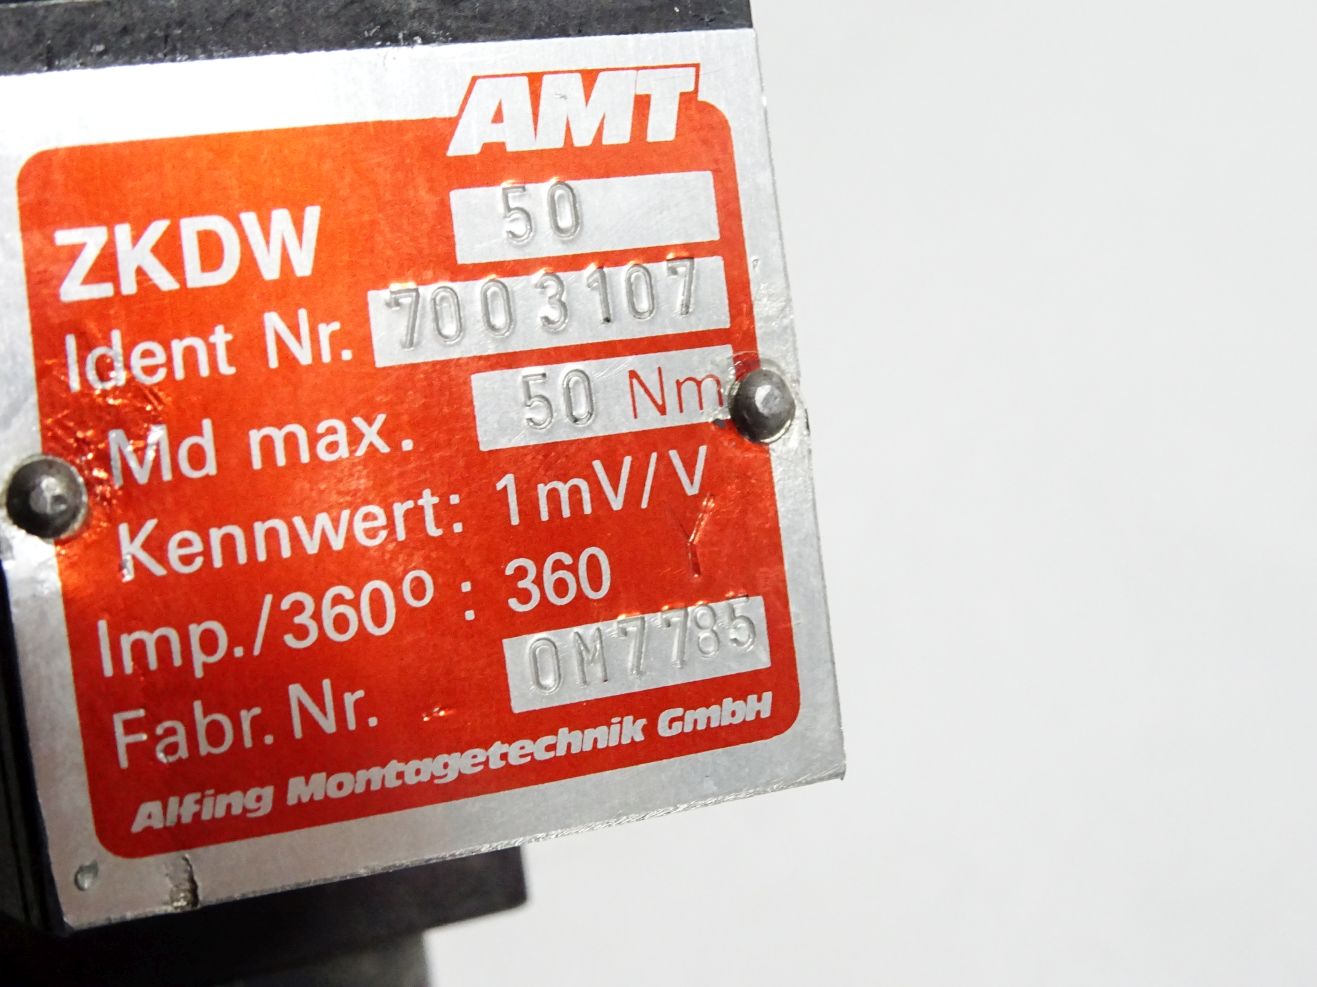 AMT
ZKDW 50
Ident Nr. 7003107
Md max. 50 Nm
Kennwert: 1mV/V
Y
Imp./360° : 360
Fabr. Nr. 0M7785
Alfing Montagetechnik GmbH